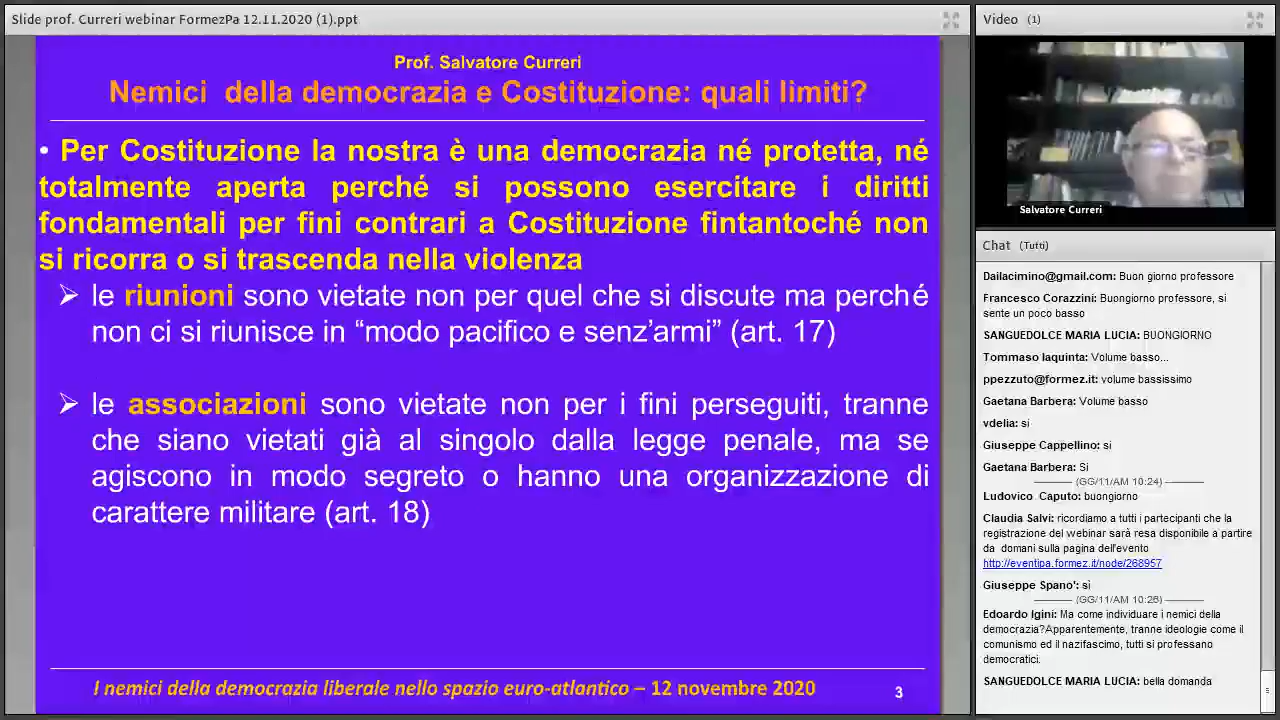 Slide prof. Curreri webinar FormezPa 12.11.2020 (1).ppt
Prof. Salvatore Curreri
Nemici della democrazia e Costituzione: quali limiti?
• Per Costituzione la nostra è una democrazia né protetta, né
totalmente aperta perché si possono esercitare i diritti
fondamentali per fini contrari a Costituzione fintantoché non
si ricorra o si trascenda nella violenza
➢ le riunioni sono vietate non per quel che si discute ma perché
non ci si riunisce in “modo pacifico e senz’armi” (art. 17)
➢ le associazioni sono vietate non per i fini perseguiti, tranne
che siano vietati già al singolo dalla legge penale, ma se
agiscono in modo segreto o hanno una organizzazione di
carattere militare (art. 18)
I nemici della democrazia liberale nello spazio euro-atlantico – 12 novembre 2020
3
Video (1)
Salvatore Curreri
Chat (Tutti)
Dailacimino@gmail.com: Buon giorno professore
Francesco Corazzini: Buongiorno professore, si
sente un poco basso
SANGUEDOLCE MARIA LUCIA: BUONGIORNO
Tommaso Iaquinta: Volume basso...
ppezzuto@formez.it: volume bassissimo
Gaetana Barbera: Volume basso
vdelia: si
Giuseppe Cappellino: si
Gaetana Barbera: Si
(GG/11/AM 10:24)
Ludovico Caputo: buongiorno
Claudia Salvi: ricordiamo a tutti i partecipanti che la
registrazione del webinar sarà resa disponibile a partire
da domani sulla pagina dell'evento
http://eventipa.formez.it/node/268957
Giuseppe Spano': sì
(GG/11/AM 10:26)
Edoardo Igini: Ma come individuare i nemici della
democrazia?Apparentemente, tranne ideologie come il
comunismo ed il nazifascismo, tutti si professano
democratici.
SANGUEDOLCE MARIA LUCIA: bella domanda